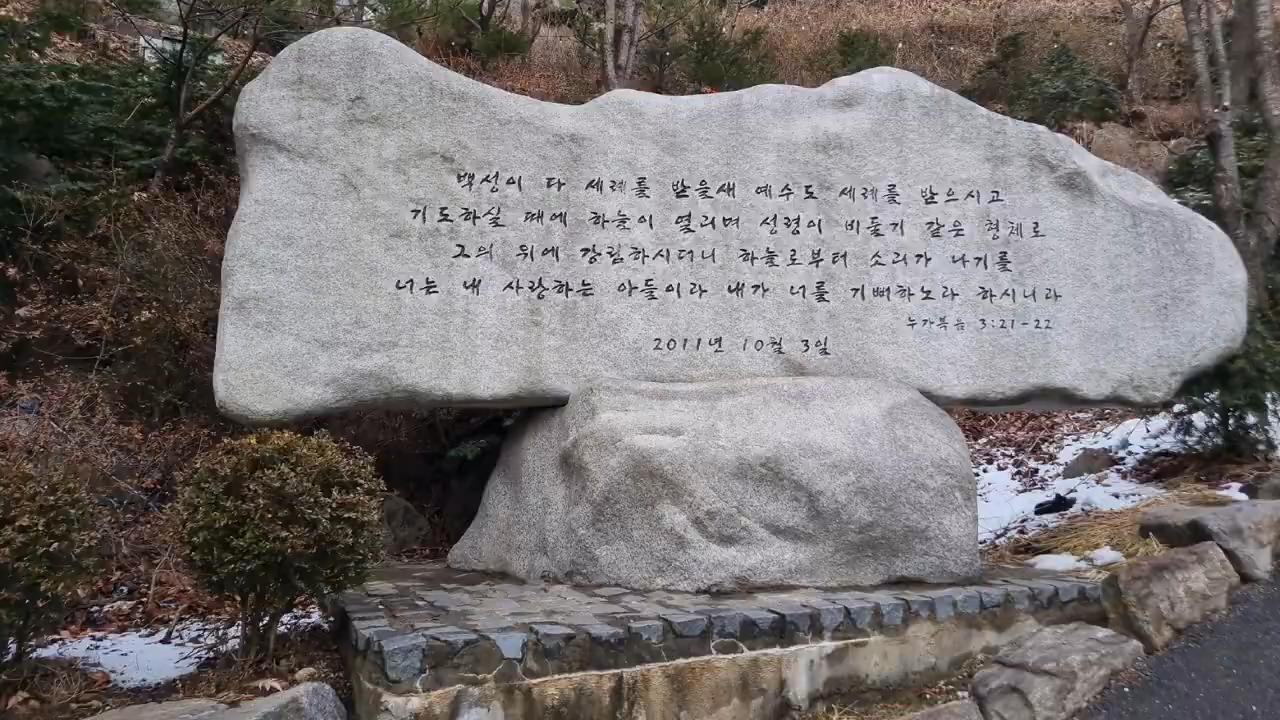 백성이 다 세례를 받을새 예수도 세례를 받으시고
기도하실 때에 하늘이 열리며 성령이 비둘기 같은 형체로
그의 위에 강림하시더니 하늘로부터 소리가 나기를
너는 내 사랑하는 아들이라 내가 너를 기뻐하노라 하시니라
누가복음 3:21-22
2011년 10월 3일